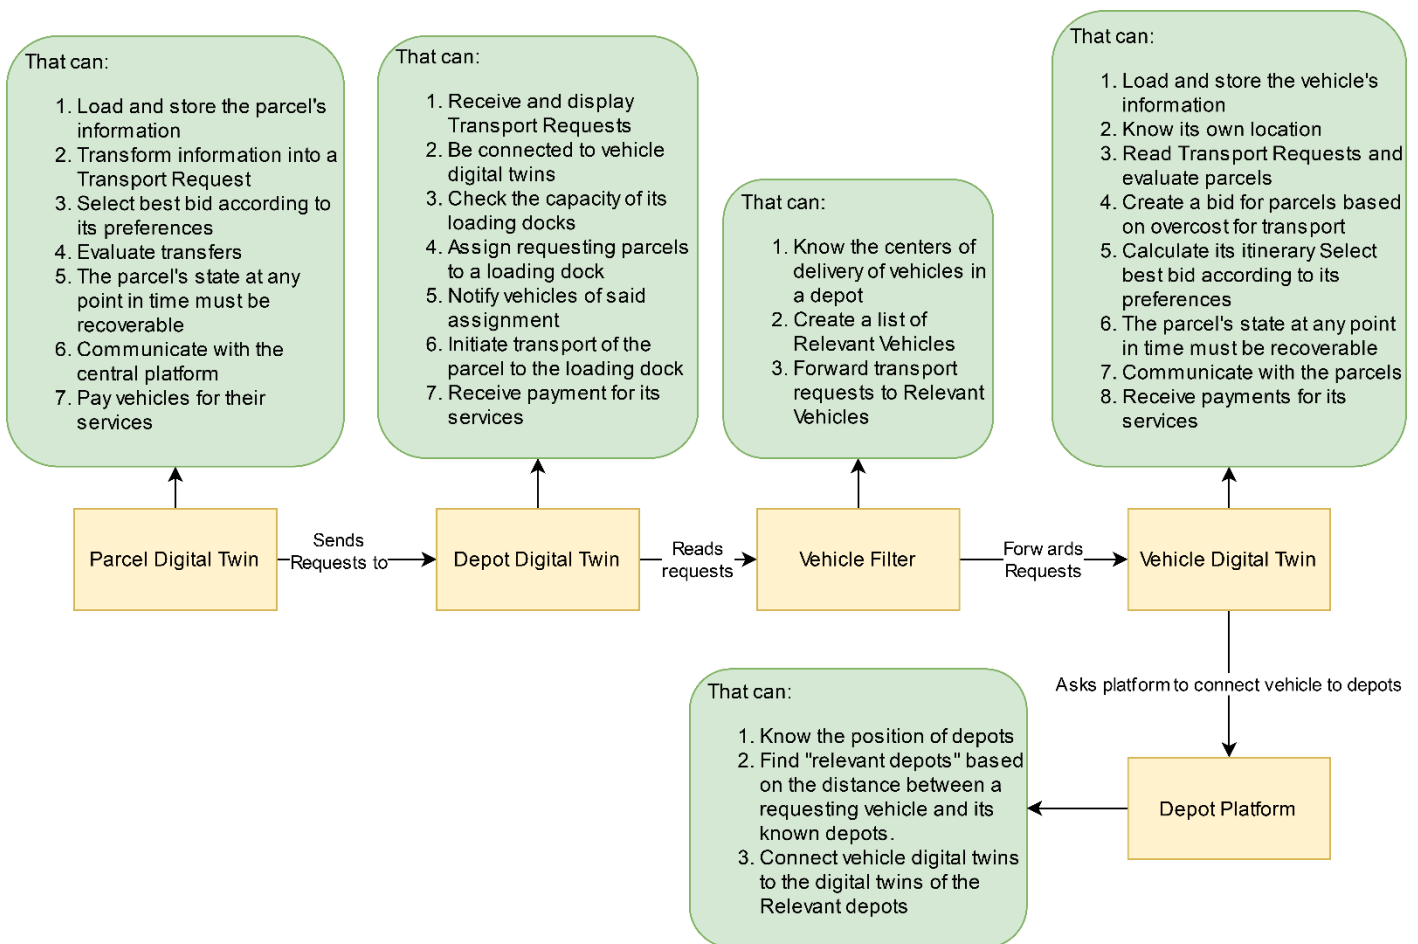 That can:
1. Load and store the parcel's
information
2. Transform information into a
Transport Request
3. Select best bid according to
its preferences
4. Evaluate transfers
5. The parcel's state at any
point in time must be
recoverable
6. Communicate with the
central platform
7. Pay vehicles for their
services
That can:
1. Receive and display
Transport Requests
2. Be connected to vehicle
digital twins
3. Check the capacity of its
loading docks
4. Assign requesting parcels
to a loading dock
5. Notify vehicles of said
assignment
6. Initiate transport of the
parcel to the loading dock
7. Receive payment for its
services
That can:
1. Know the centers of
delivery of vehicles in
a depot
2. Create a list of
Relevant Vehicles
3. Forward transport
requests to Relevant
Vehicles
That can:
1. Load and store the vehicle's
information
2. Know its own location
3. Read Transport Requests and
evaluate parcels
4. Create a bid for parcels based
on overcost for transport
5. Calculate its itinerary Select
best bid according to its
preferences
6. The parcel's state at any point
in time must be recoverable
7. Communicate with the parcels
8. Receive payments for its
services
Parcel Digital Twin
Sends
Requests to
Depot Digital Twin
Reads
requests
Vehicle Filter
Forwards
Requests
Vehicle Digital Twin
Asks platform to connect vehicle to depots
That can:
1. Know the position of depots
2. Find "relevant depots" based
on the distance between a
requesting vehicle and its
known depots.
3. Connect vehicle digital twins
to the digital twins of the
Relevant depots
Depot Platform